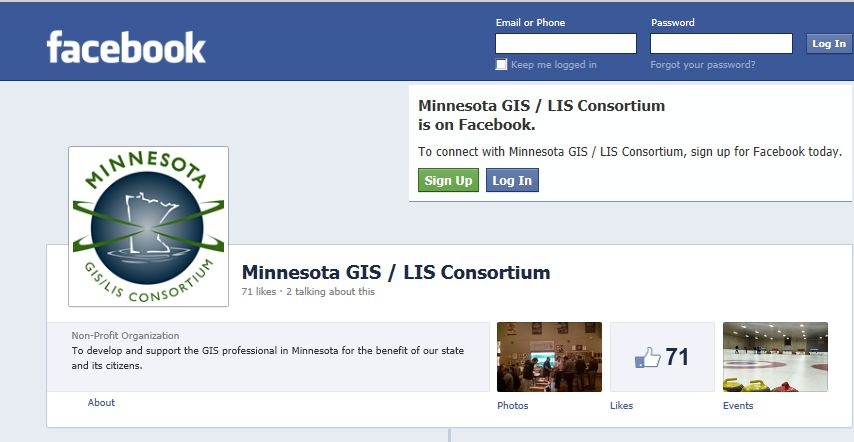 facebook
Email or Phone
Password
Log In
Keep me logged in
Forgot your password?
Minnesota GIS / LIS Consortium
is on Facebook.
To connect with Minnesota GIS / LIS Consortium, sign up for Facebook today.
Sign Up
Log In
MINNESOTA
GIS/LIS CONSORTIUM
Minnesota GIS / LIS Consortium
71 likes · 2 talking about this
Non-Profit Organization
To develop and support the GIS professional in Minnesota for the benefit of our state
and its citizens.
71
About
Photos
Likes
Events